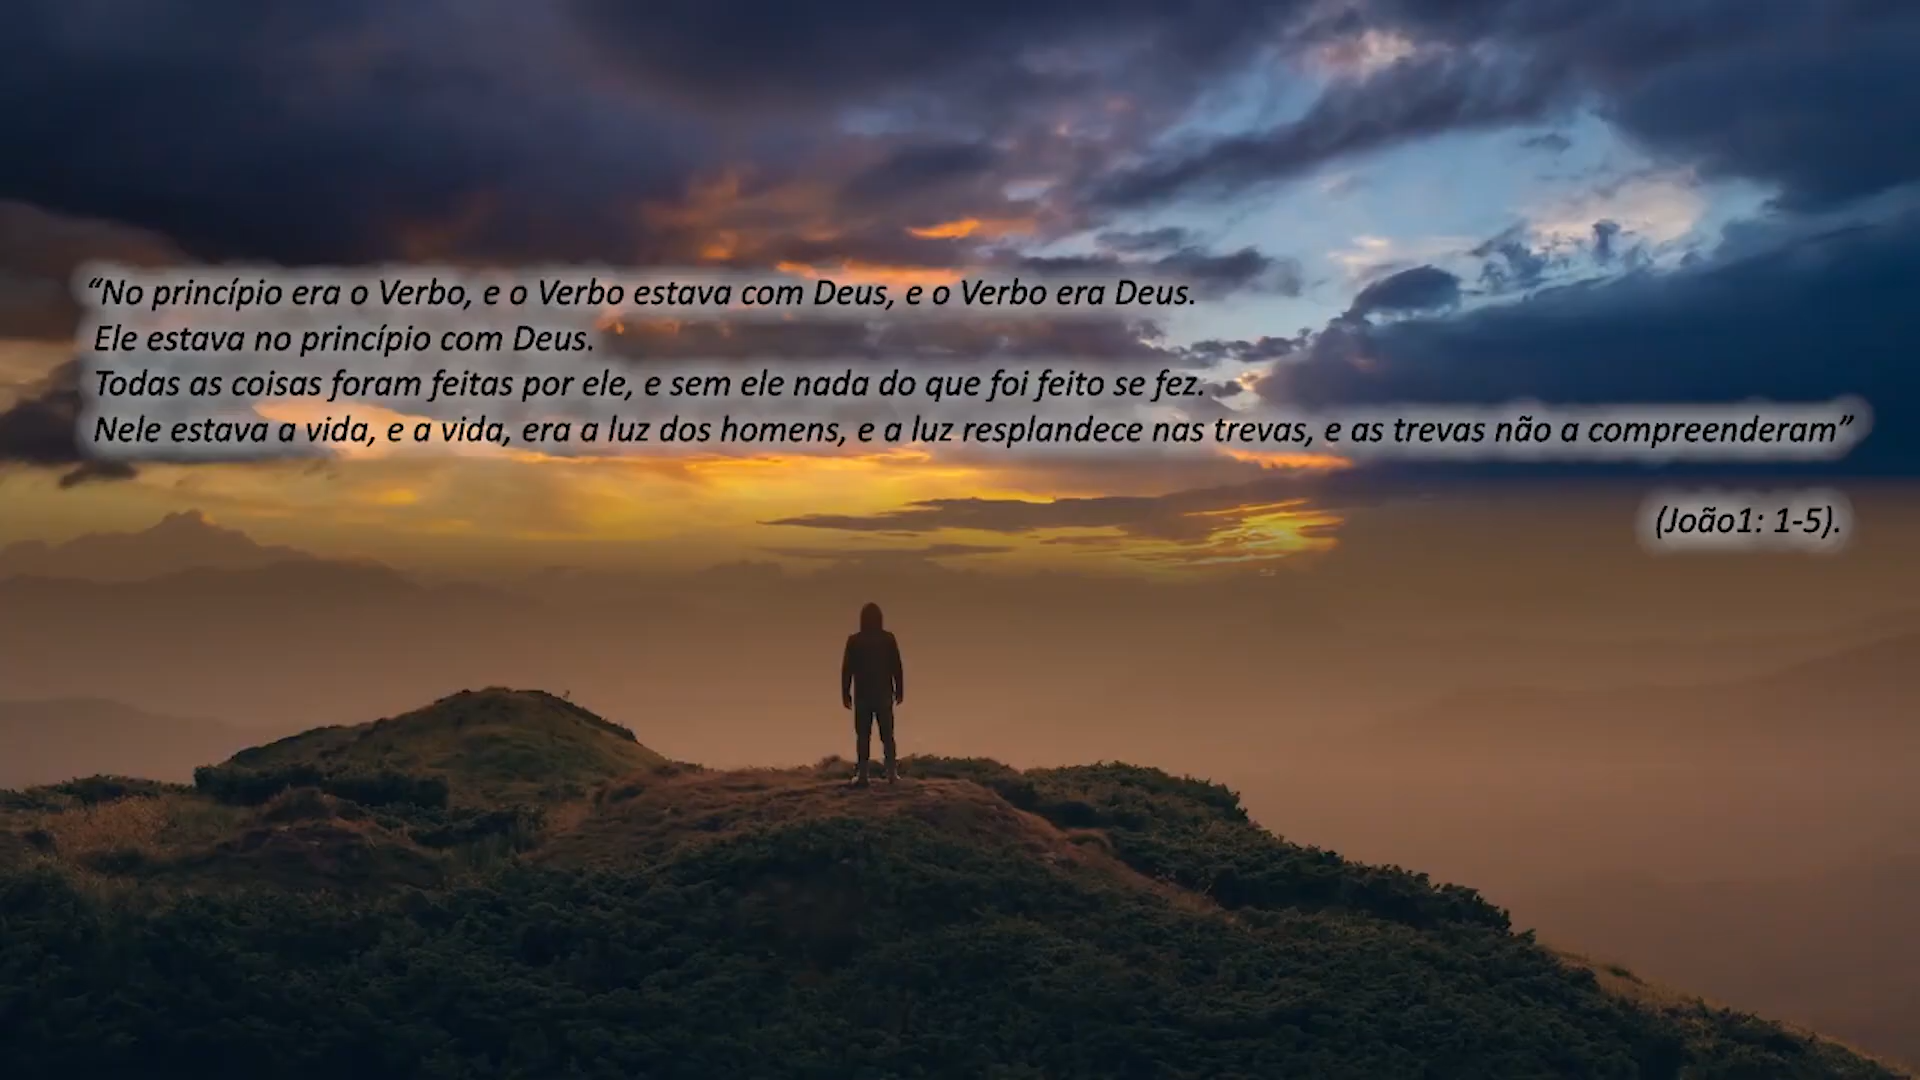 “No princípio era o Verbo, e o Verbo estava com Deus, e o Verbo era Deus.
Ele estava no princípio com Deus.
Todas as coisas foram feitas por ele, e sem ele nada do que foi feito se fez.
Nele estava a vida, e a vida, era a luz dos homens, e a luz resplandece nas trevas, e as trevas não a compreenderam”
(João1: 1-5).